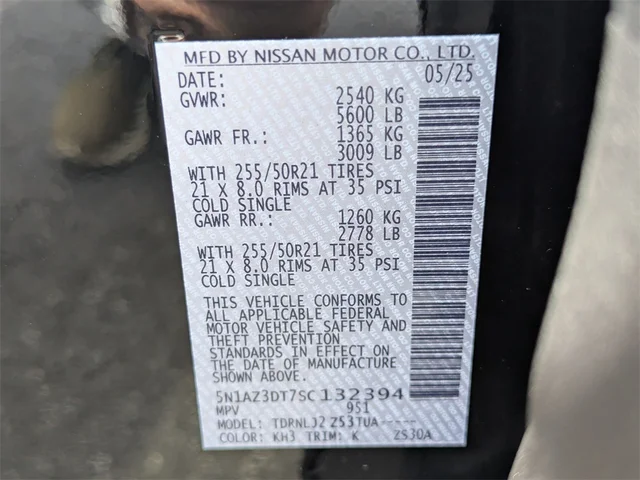 MFD BY NISSAN MOTOR CO., LTD.
DATE: 05/25
GVWR: 2540 KG
5600 LB
GAWR FR.: 1365 KG
3009 LB
WITH 255/50R21 TIRES
21 X 8.0 RIMS AT 35 PSI
COLD SINGLE
GAWR RR.: 1260 KG
2778 LB
WITH 255/50R21 TIRES
21 X 8.0 RIMS AT 35 PSI
COLD SINGLE
THIS VEHICLE CONFORMS TO
ALL APPLICABLE FEDERAL
MOTOR VEHICLE SAFETY AND
THEFT PREVENTION
STANDARDS IN EFFECT ON
THE DATE OF MANUFACTURE
SHOWN ABOVE.
5N1AZ3DT7SC132394
MPV 951
MODEL: TDRNLJ2 Z53TUA-----
COLOR: KH3 TRIM: K ZS30A